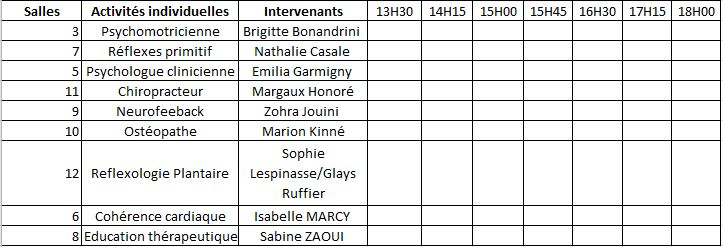 Salles Activités individuelles Intervenants 13H30 14H15 15H00 15H45 16H30 17H15 18H00
3 Psychomotricienne Brigitte Bonandrini
7 Réflexes primitif Nathalie Casale
5 Psychologue clinicienne Emilia Garmigny
11 Chiropracteur Margaux Honoré
9 Neurofeeback Zohra Jouini
10 Ostéopathe Marion Kinné
12 Reflexologie Plantaire Sophie
Lespinasse/Glays
Ruffier
6 Cohérence cardiaque Isabelle MARCY
8 Education thérapeutique Sabine ZAOUI